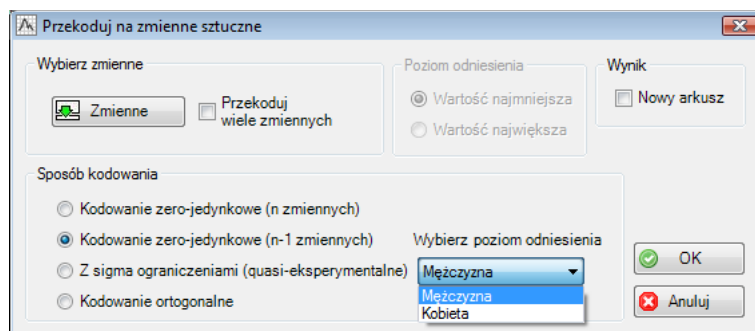 Przekoduj na zmienne sztuczne
Wybierz zmienne
Zmienne
Przekoduj
wiele zmiennych
Poziom odniesienia
Wartość najmniejsza
Wartość największa
Wynik
Nowy arkusz
Sposób kodowania
Kodowanie zero-jedynkowe (n zmiennych)
Kodowanie zero-jedynkowe (n-1 zmiennych)
Z sigma ograniczeniami (quasi-eksperymentalne)
Kodowanie ortogonalne
Wybierz poziom odniesienia
Mężczyzna
Mężczyzna
Kobieta
OK
Anuluj